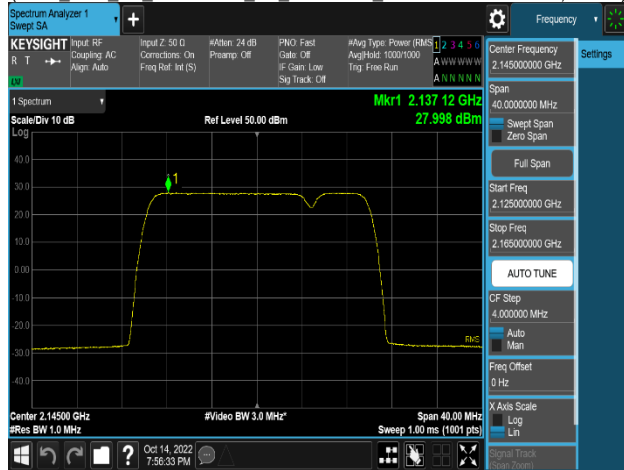 Spectrum Analyzer 1
Swept SA
Frequency
KEYSIGHT
R T
LW
Input: RF
Coupling: AC
Align: Auto
Input Z: 50 Ω
Corrections: On
Freq Ref: Int (S)
#Atten: 24 dB
Preamp: Off
PNO: Fast
Gate: Off
IF Gain: Low
Sig Track: Off
#Avg Type: Power (RMS
Avg|Hold: 1000/1000
Trig: Free Run
1 2 3 4 5 6
A W W W W W
A N N N N N
1 Spectrum
Scale/Div 10 dB
Log
Ref Level 50.00 dBm
Mkr1 2.137 12 GHz
27.998 dBm
40.0
30.0
20.0
10.0
0.00
-10.0
-20.0
-30.0
-40.0
1
RMS
Center 2.14500 GHz
#Res BW 1.0 MHz
#Video BW 3.0 MHz*
Span 40.00 MHz
Sweep 1.00 ms (1001 pts)
Center Frequency
2.145000000 GHz
Settings
Span
40.0000000 MHz
Swept Span
Zero Span
Full Span
Start Freq
2.125000000 GHz
Stop Freq
2.165000000 GHz
AUTO TUNE
CF Step
4.000000 MHz
Auto
Man
Freq Offset
0 Hz
X Axis Scale
Log
Lin
Signal Track
(Span Zoom)
?
Oct 14, 2022
7:56:33 PM